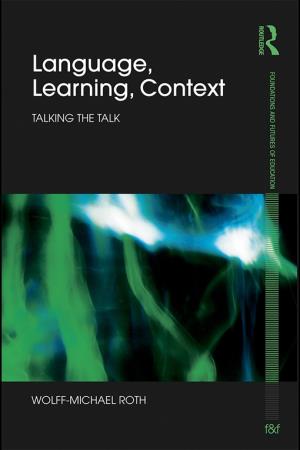 Language,
Learning, Context
TALKING THE TALK
ROUTLEDGE
FOUNDATIONS AND FUTURES OF EDUCATION
WOLFF-MICHAEL ROTH
f&f